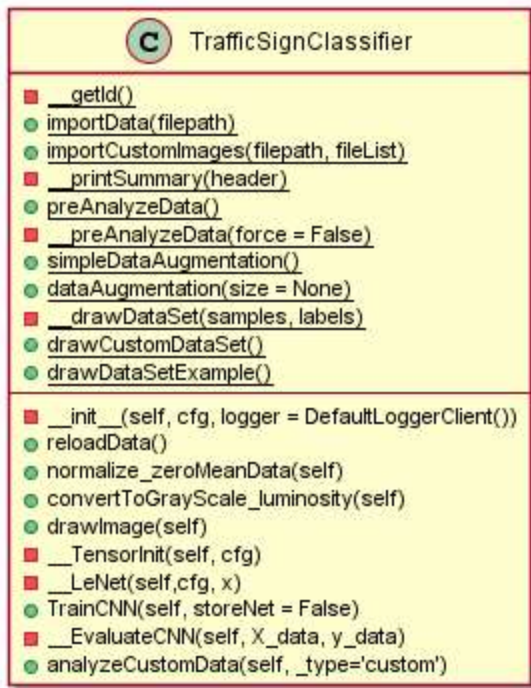 C TrafficSignClassifier
__getId()
importData(filepath)
importCustomImages(filepath, fileList)
__printSummary(header)
preAnalyzeData()
__preAnalyzeData(force = False)
simpleDataAugmentation()
dataAugmentation(size = None)
__drawDataSet(samples, labels)
drawCustomDataSet()
drawDataSetExample()
__init__(self, cfg, logger = DefaultLoggerClient())
reloadData()
normalize_zeroMeanData(self)
convertToGrayScale_luminosity(self)
drawImage(self)
__TensorInit(self, cfg)
__LeNet(self,cfg, x)
TrainCNN(self, storeNet = False)
__EvaluateCNN(self, X_data, y_data)
analyzeCustomData(self, _type='custom')